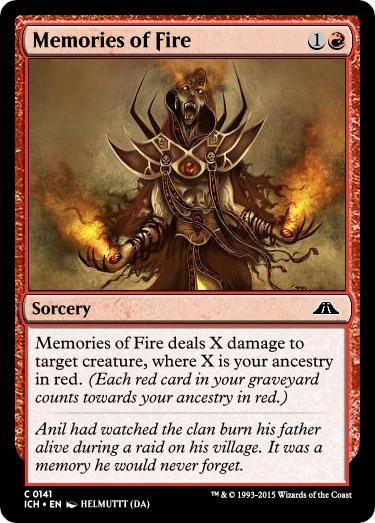 Memories of Fire 1
Sorcery
Memories of Fire deals X damage to
target creature, where X is your ancestry
in red. (Each red card in your graveyard
counts towards your ancestry in red.)
Anil had watched the clan burn his father
alive during a raid on his village. It was a
memory he would never forget.
C 0141
ICH • EN HELMUTTT (DA)
™ & © 1993-2015 Wizards of the Coast